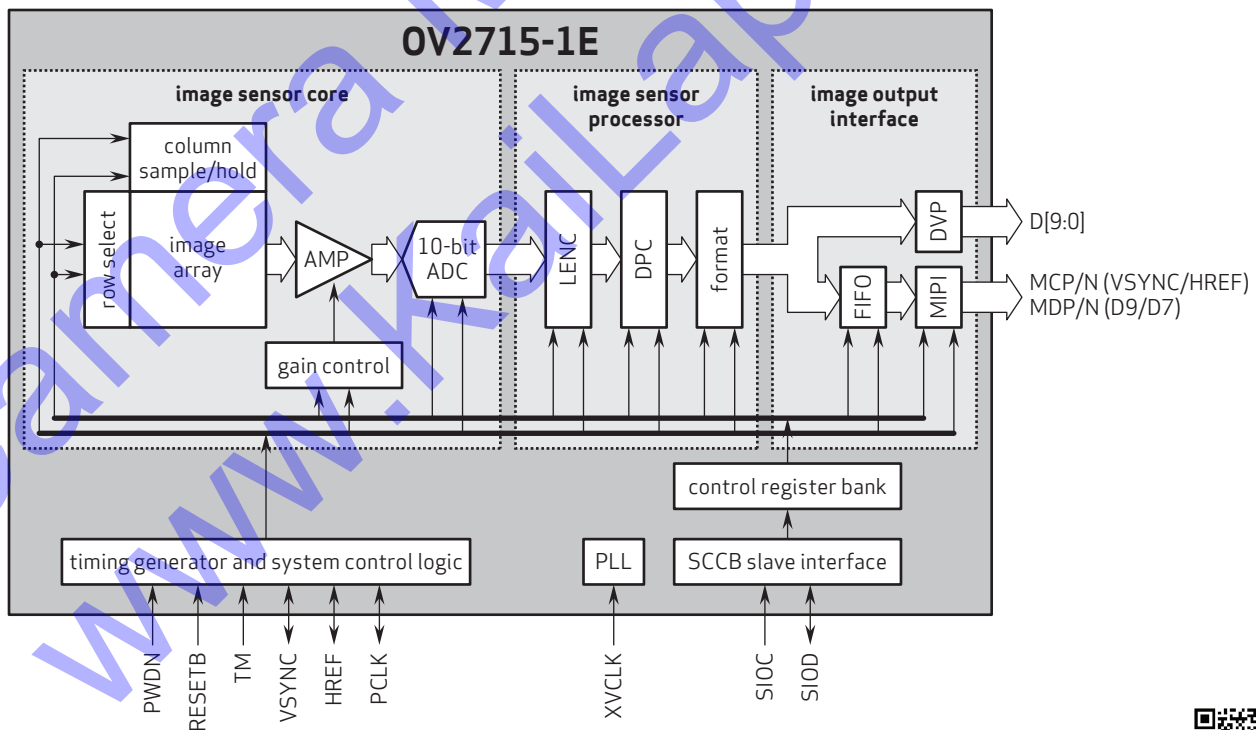 OV2715-1E
image sensor core
image sensor
processor
image output
interface
column
sample/hold
row select
image
array
AMP
10-bit
ADC
gain control
LENC
DPC
format
DVP
FIFO
MIPI
D[9:0]
MCP/N (VSYNC/HREF)
MDP/N (D9/D7)
control register bank
timing generator and system control logic
PLL
SCCB slave interface
PWDN
RESETB
TM
VSYNC
HREF
PCLK
XVCLK
SIOC
SIOD